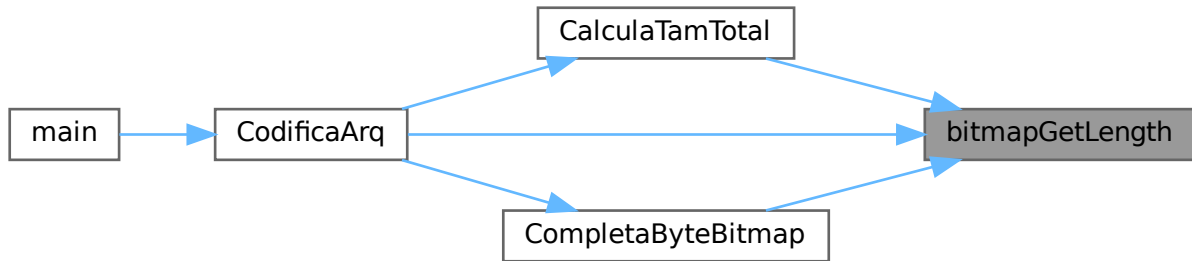 CalculaTamTotal
main
CodificaArq
bitmapGetLength
CompletaByteBitmap